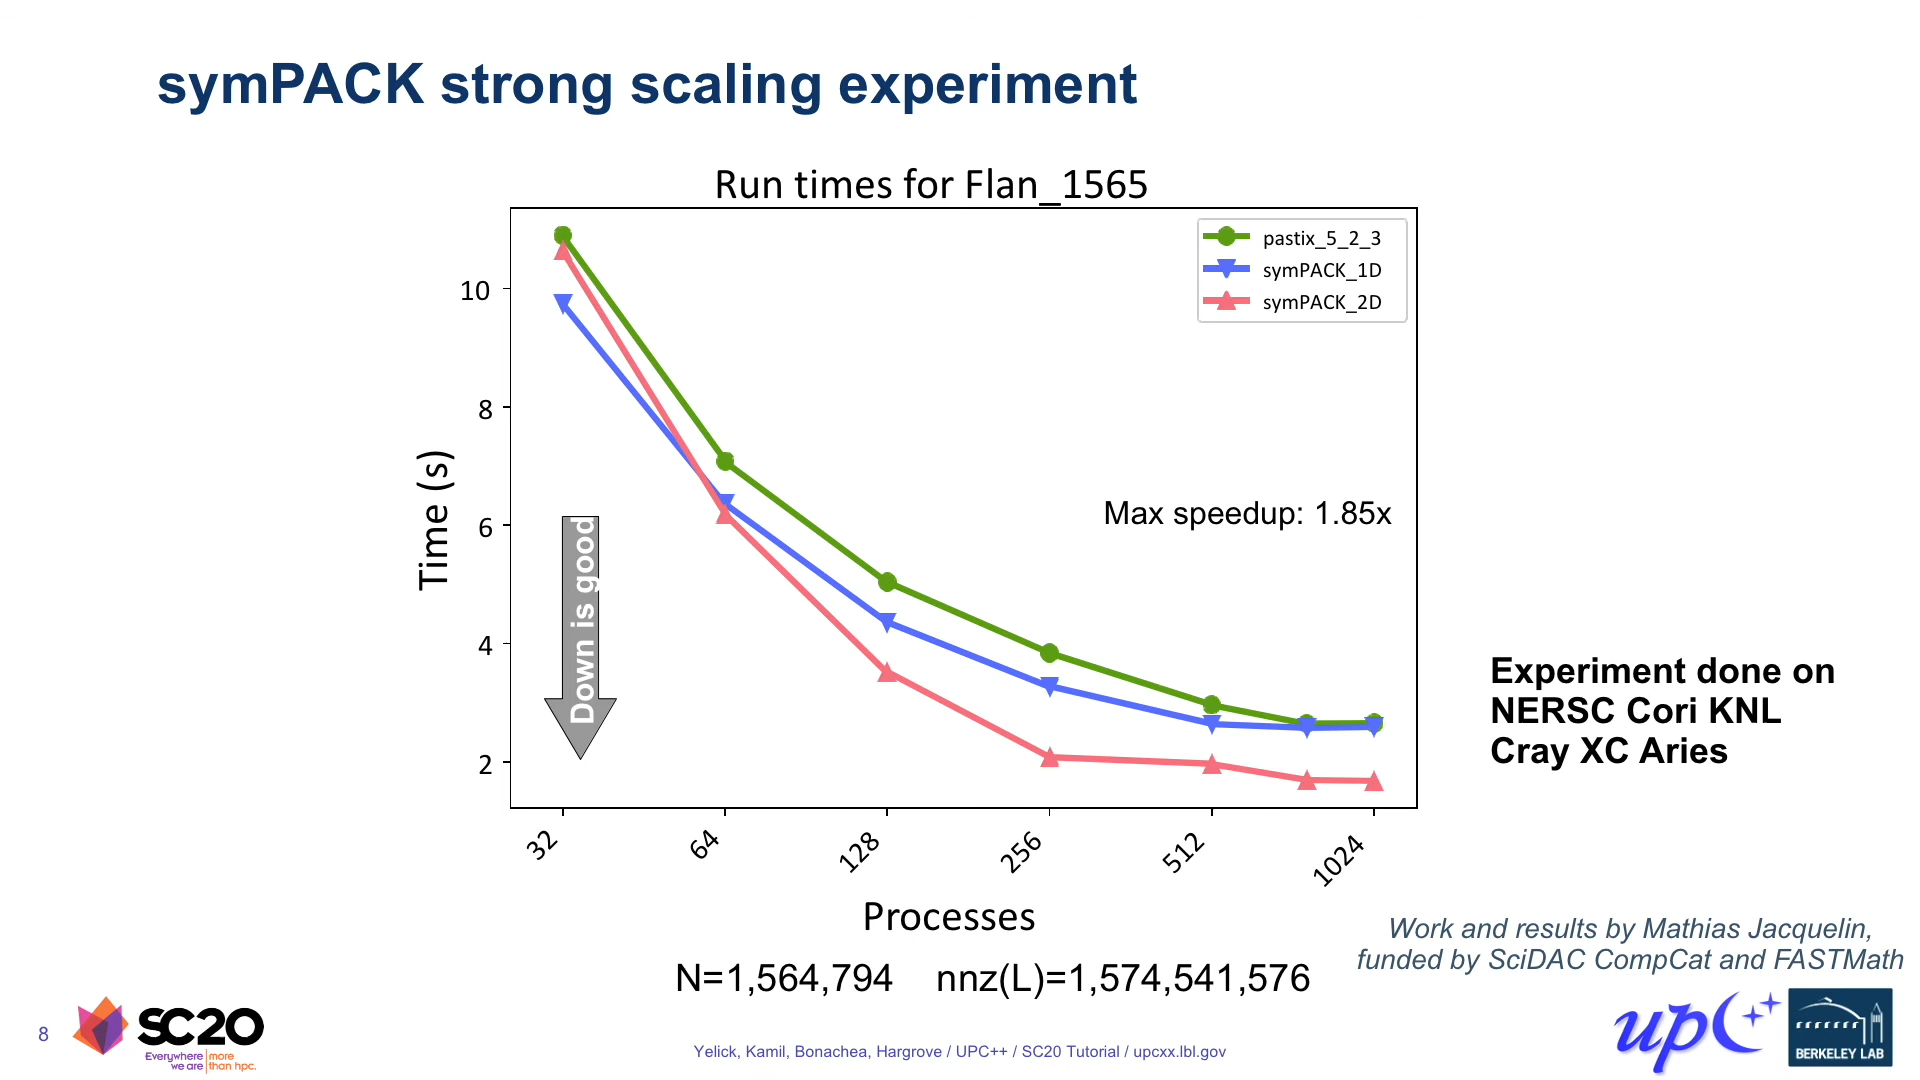 symPACK strong scaling experiment
Run times for Flan_1565
pastix_5_2_3
symPACK_1D
symPACK_2D
10
8
6
4
2
Time (s)
Down is good
Max speedup: 1.85x
32
64
128
256
512
1024
Processes
N=1,564,794 nnz(L)=1,574,541,576
Experiment done on
NERSC Cori KNL
Cray XC Aries
Work and results by Mathias Jacquelin,
funded by SciDAC CompCat and FASTMath
8
SC20
Everywhere more
we are than hpc.
Yelick, Kamil, Bonachea, Hargrove / UPC++ / SC20 Tutorial / upcxx.lbl.gov
upC++
BERKELEY LAB